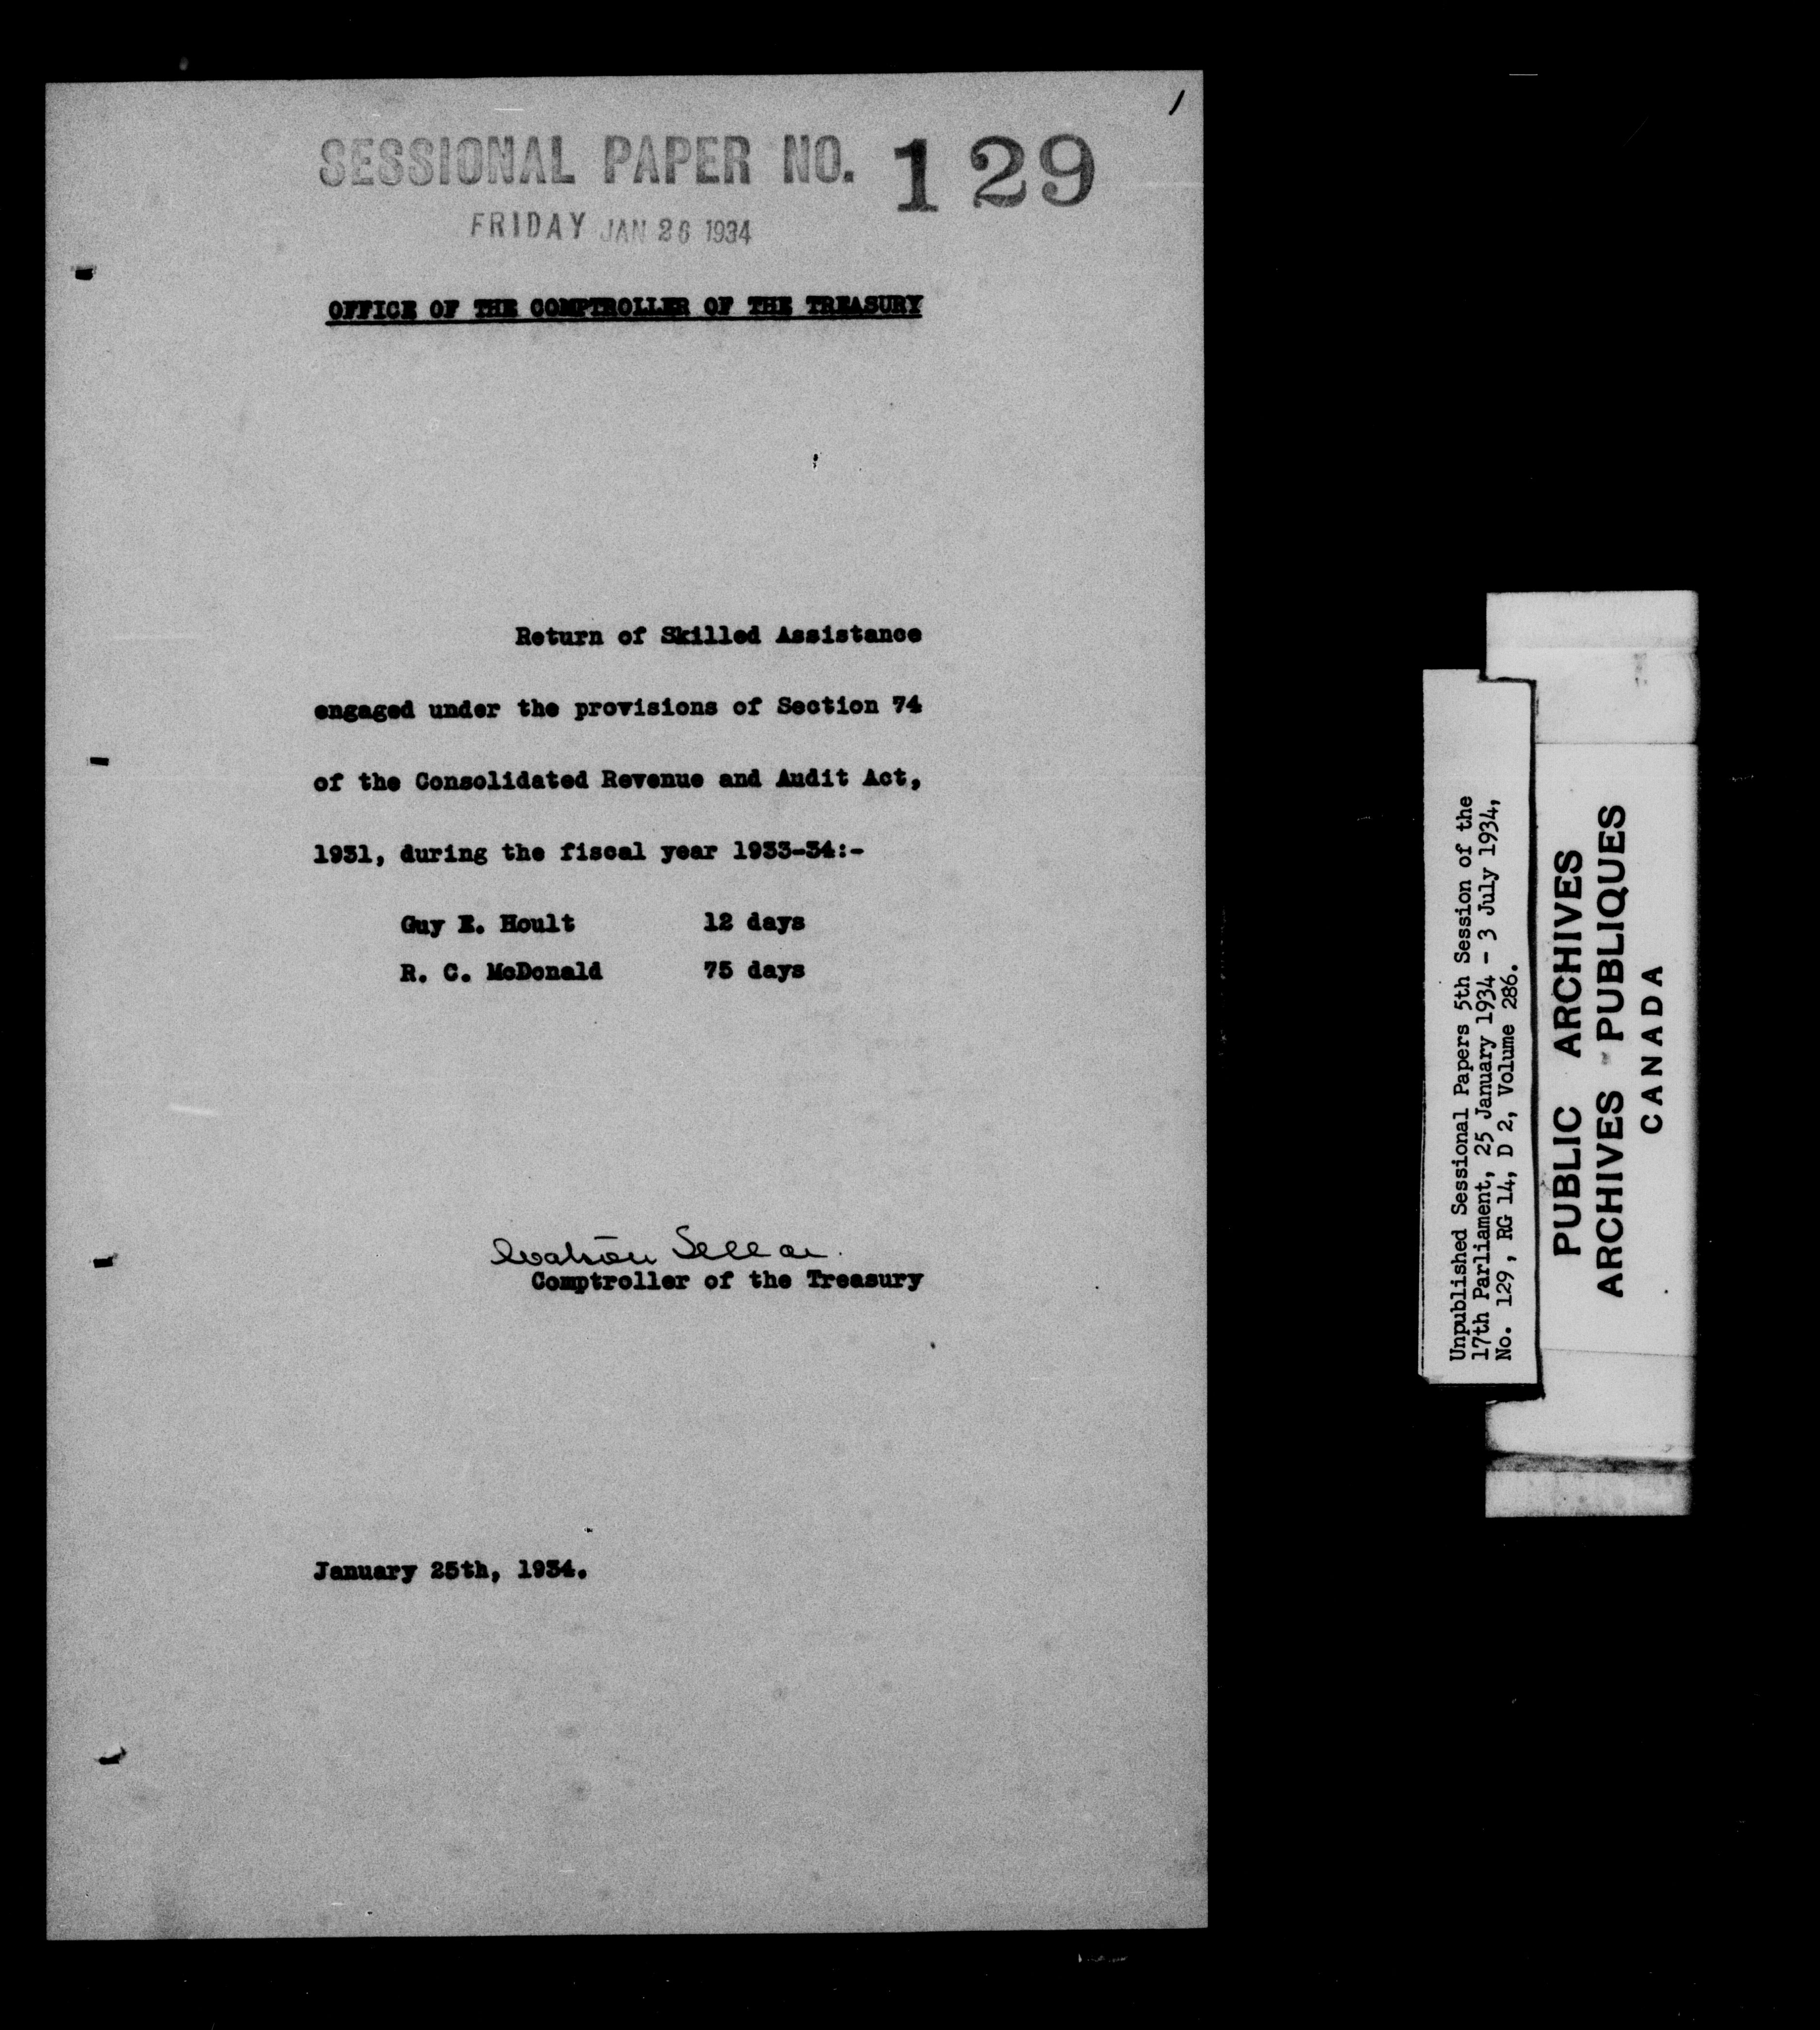 1
SESSIONAL PAPER NO. 129
FRIDAY JAN 26 1934
OFFICE OF THE COMPTROLLER OF THE TREASURY
Return of Skilled Assistance
engaged under the provisions of Section 74
of the Consolidated Revenue and Audit Act,
1931, during the fiscal year 1933-34:-
Guy E. Hoult 12 days
R. C. McDonald 75 days
Watson Sellar
Comptroller of the Treasury
January 25th, 1934.
Unpublished Sessional Papers 5th Session of the
17th Parliament, 25 January 1934 - 3 July 1934,
No. 129, RG 14, D 2, Volume 286.
PUBLIC ARCHIVES
ARCHIVES PUBLIQUES
CANADA